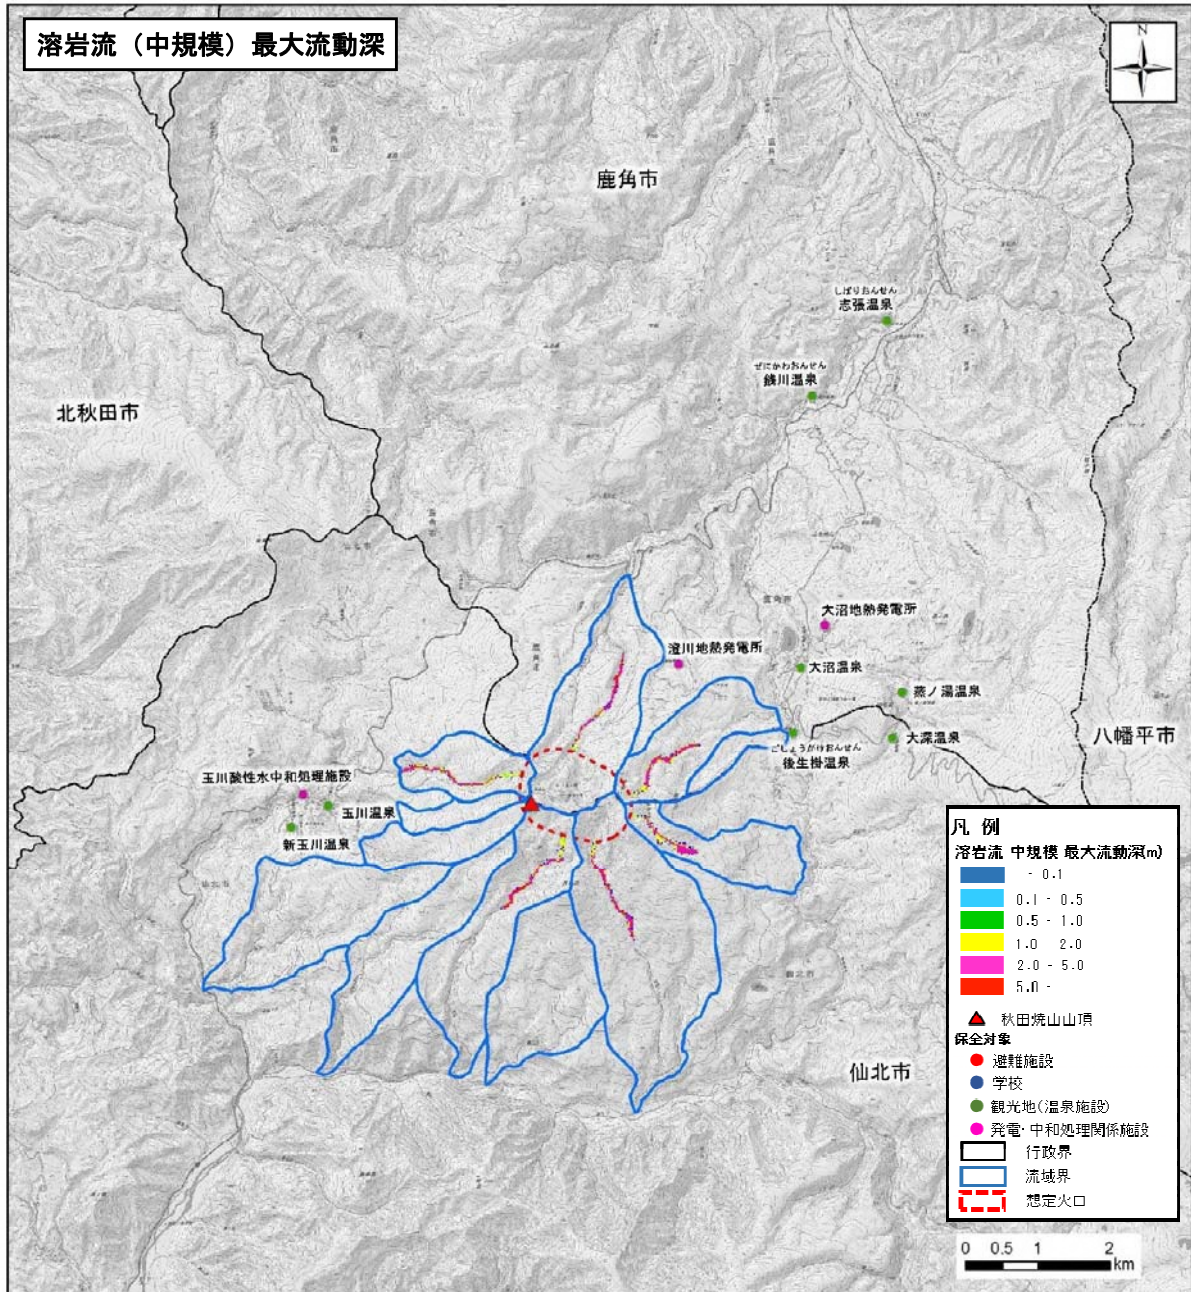 溶岩流（中規模）最大流動深
N
鹿角市
しばりおんせん
志張温泉
ぜにかわおんせん
銭川温泉
北秋田市
大沼地熱発電所
澄川地熱発電所
大沼温泉
蒸ノ湯温泉
大深温泉
八幡平市
ごしょうがけおんせん
後生掛温泉
玉川酸性水中和処理施設
玉川温泉
新玉川温泉
仙北市
凡 例
溶岩流 中規模 最大流動深(m)
- 0.1
0.1 - 0.5
0.5 - 1.0
1.0 2.0
2.0 - 5.0
5.0 -
秋田焼山山頂
保全対象
避難施設
学校
観光地(温泉施設)
発電・中和処理関係施設
行政界
流域界
想定火口
0 0.5 1 2
km